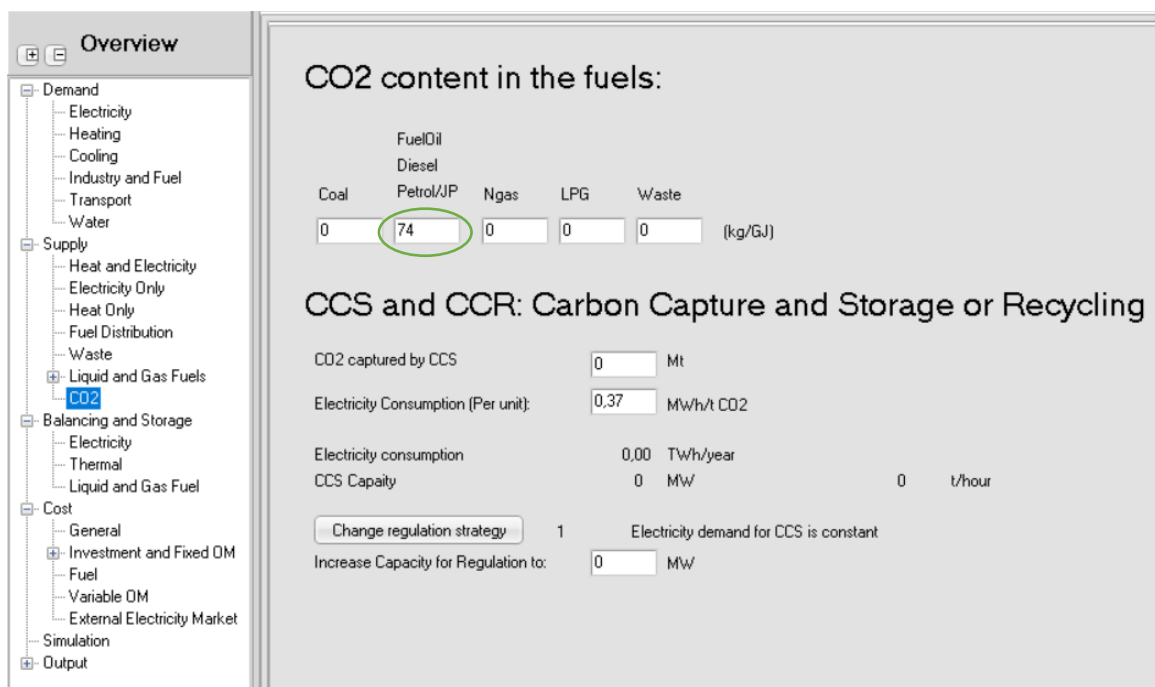 Overview
Demand
Electricity
Heating
Cooling
Industry and Fuel
Transport
Water
Supply
Heat and Electricity
Electricity Only
Heat Only
Fuel Distribution
Waste
Liquid and Gas Fuels
CO2
Balancing and Storage
Electricity
Thermal
Liquid and Gas Fuel
Cost
General
Investment and Fixed OM
Fuel
Variable OM
External Electricity Market
Simulation
Output
CO2 content in the fuels:
FuelOil
Diesel
Coal Petrol/JP Ngas LPG Waste
0 74 0 0 0 (kg/GJ)
CCS and CCR: Carbon Capture and Storage or Recycling
CO2 captured by CCS 0 Mt
Electricity Consumption (Per unit): 0,37 MWh/t CO2
Electricity consumption 0,00 TWh/year
CCS Capaity 0 MW 0 t/hour
Change regulation strategy 1 Electricity demand for CCS is constant
Increase Capacity for Regulation to: 0 MW